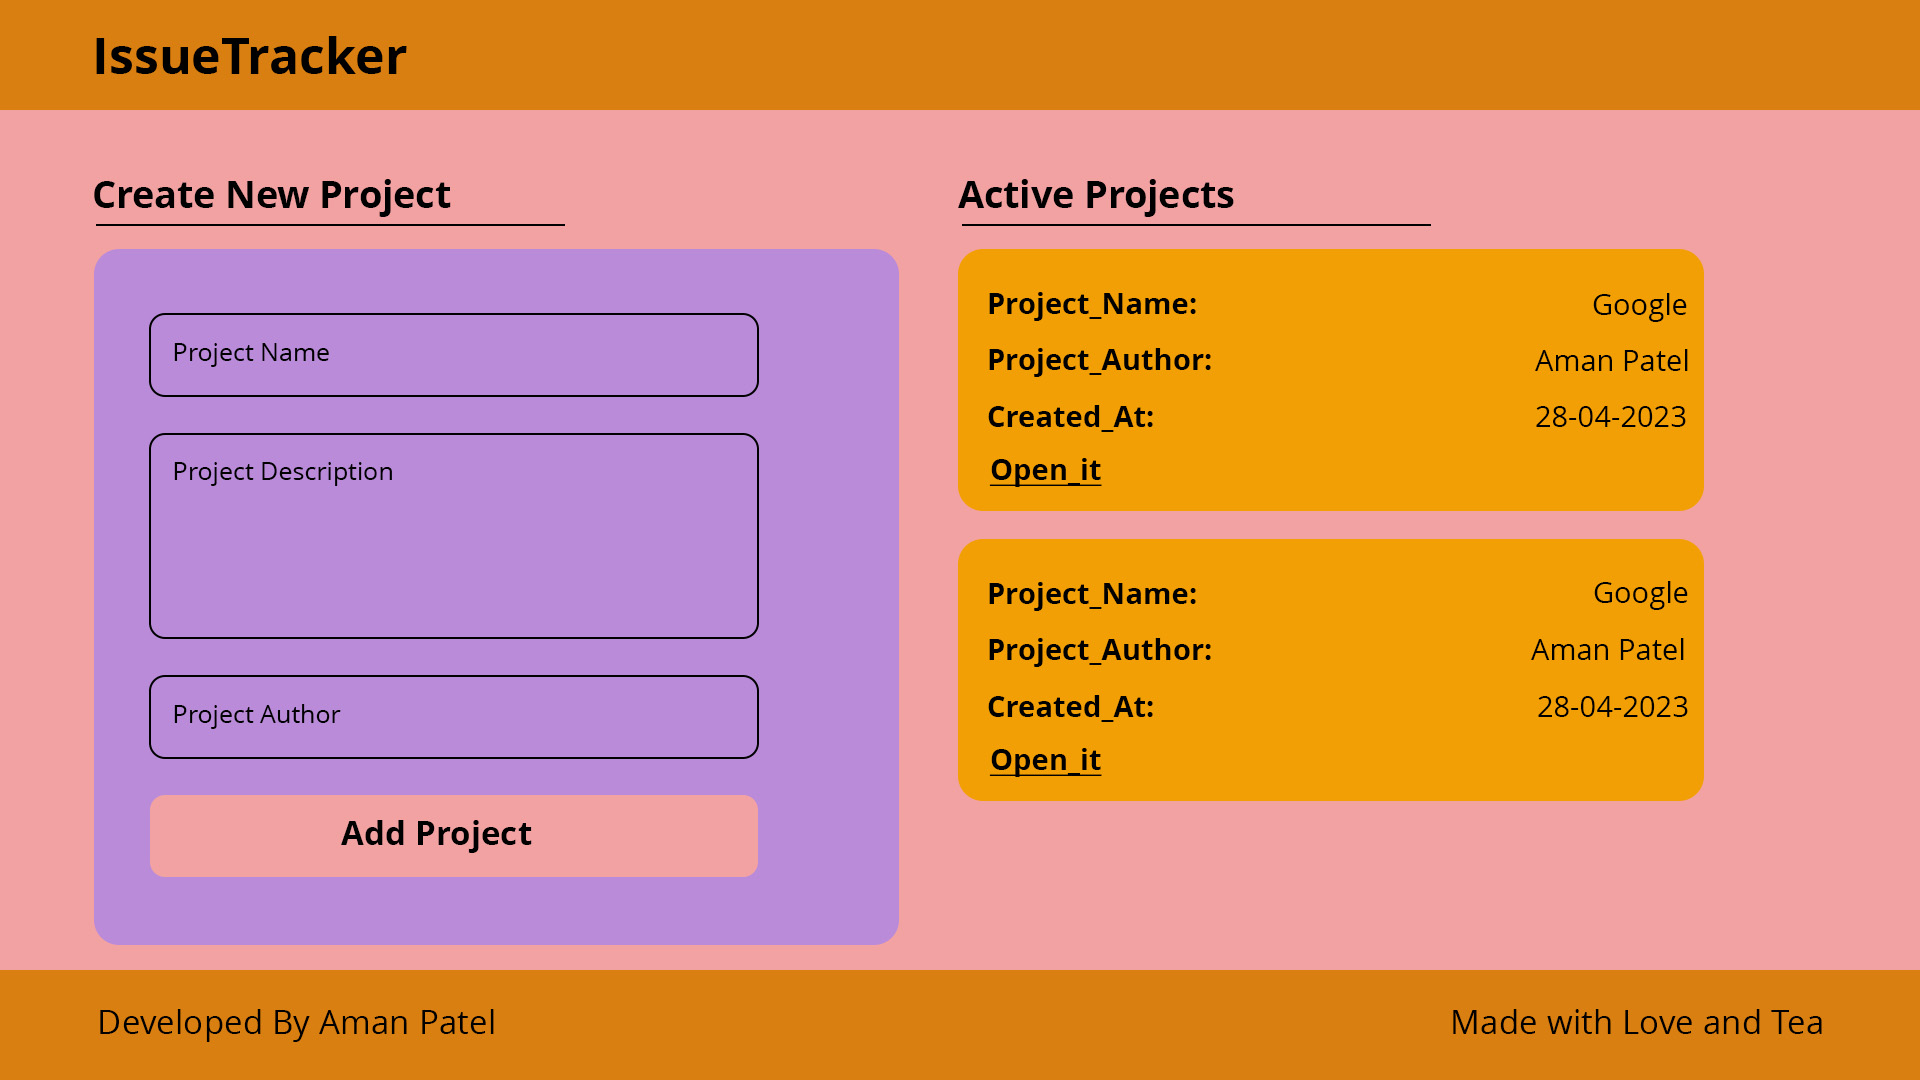 IssueTracker
Create New Project
Project Name
Project Description
Project Author
Add Project
Active Projects
Project_Name: Google
Project_Author: Aman Patel
Created_At: 28-04-2023
Open_it
Project_Name: Google
Project_Author: Aman Patel
Created_At: 28-04-2023
Open_it
Developed By Aman Patel
Made with Love and Tea